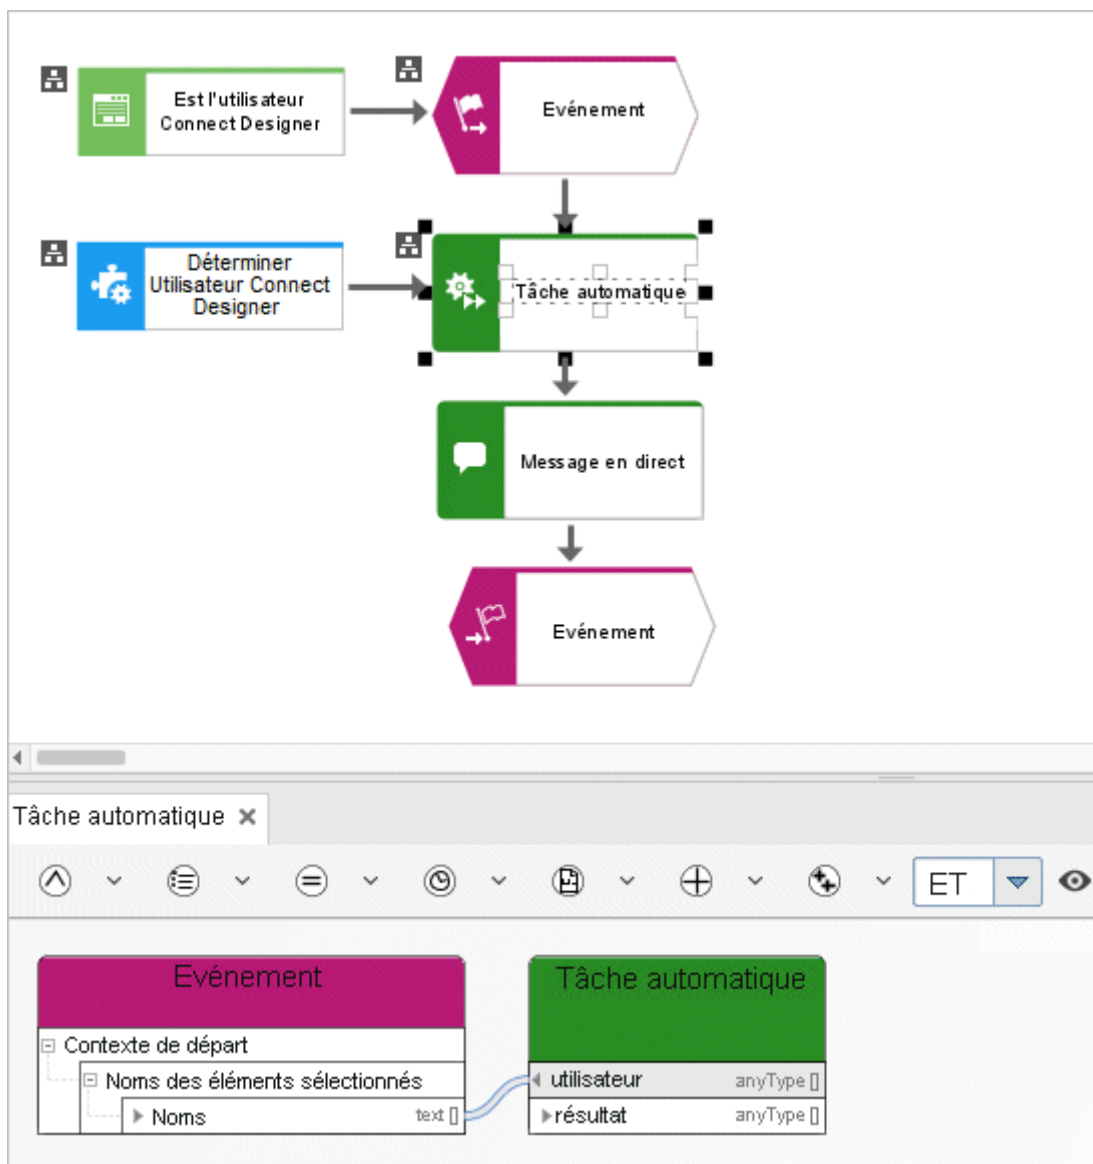 Est l'utilisateur
Connect Designer
Evénement
Déterminer
Utilisateur Connect
Designer
Tâche automatique
Message en direct
Evénement
Tâche automatique
ET
Evénement
Tâche automatique
Contexte de départ
Noms des éléments sélectionnés
utilisateur anyType []
Noms text []
résultat anyType []